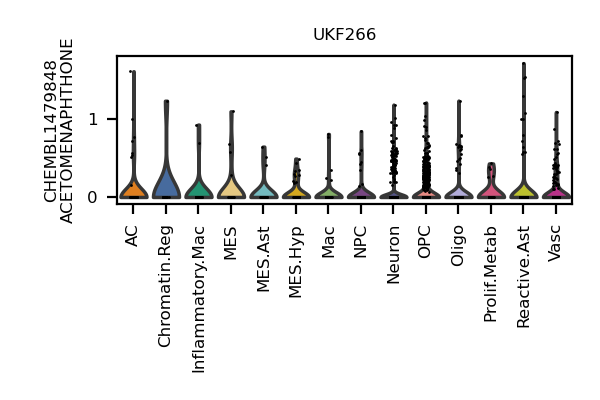 UKF266
CHEMBL1479848
ACETOMENAPHTHONE
1
0
AC
Chromatin.Reg
Inflammatory.Mac
MES
MES.Ast
MES.Hyp
Mac
NPC
Neuron
OPC
Oligo
Prolif.Metab
Reactive.Ast
Vasc